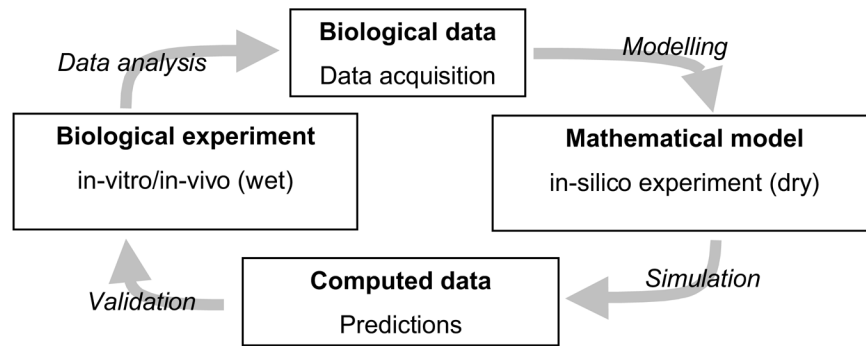 Biological data
Data acquisition
Data analysis
Modelling
Biological experiment
in-vitro/in-vivo (wet)
Mathematical model
in-silico experiment (dry)
Computed data
Predictions
Validation
Simulation